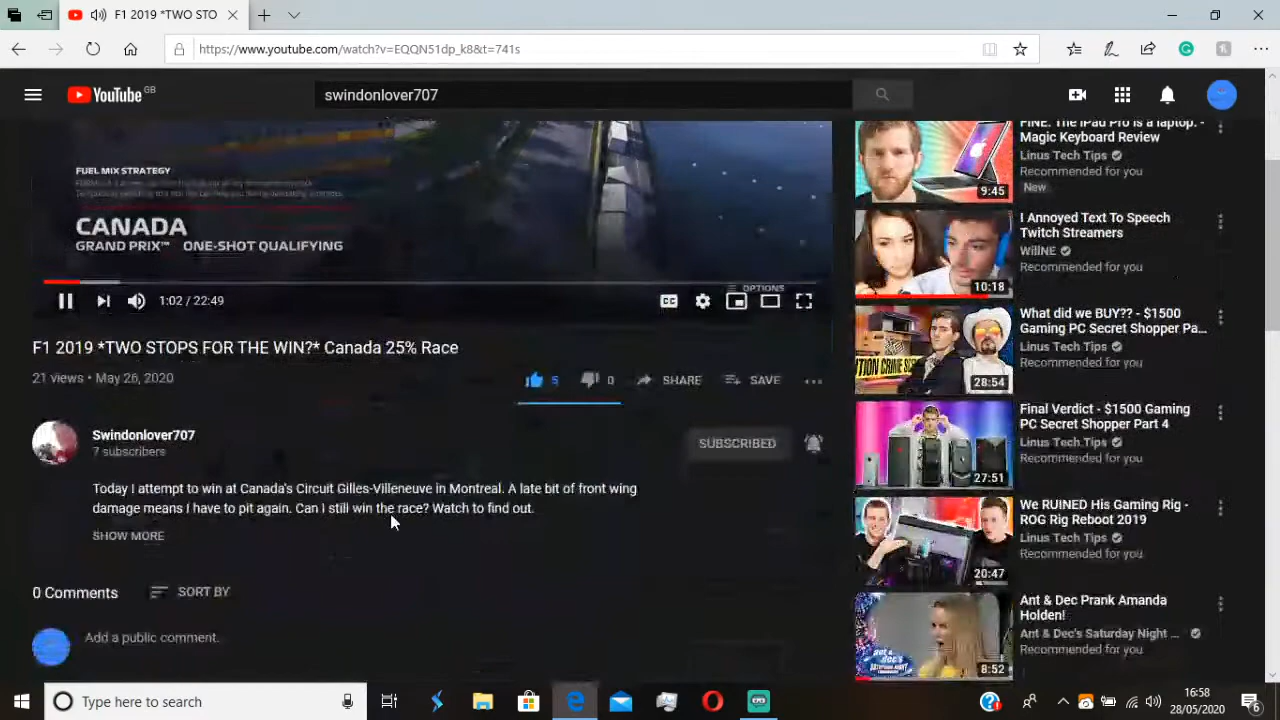 F1 2019 *TWO STO
https://www.youtube.com/watch?v=EQQN51dp_k8&t=741s
YouTube GB
swindonlover707
FUEL MIX STRATEGY
CANADA
GRAND PRIX™ ONE-SHOT QUALIFYING
OPTIONS
1:02 / 22:49
CC
F1 2019 *TWO STOPS FOR THE WIN?* Canada 25% Race
21 views • May 26, 2020
5
0
SHARE
SAVE
Swindonlover707
7 subscribers
SUBSCRIBED
Today I attempt to win at Canada's Circuit Gilles-Villeneuve in Montreal. A late bit of front wing
damage means I have to pit again. Can I still win the race? Watch to find out.
SHOW MORE
0 Comments
SORT BY
Add a public comment.
FINE. The iPad Pro is a laptop. -
Magic Keyboard Review
Linus Tech Tips
Recommended for you
New
9:45
I Annoyed Text To Speech
Twitch Streamers
WillNE
Recommended for you
10:18
What did we BUY?? - $1500
Gaming PC Secret Shopper Pa...
Linus Tech Tips
Recommended for you
28:54
Final Verdict - $1500 Gaming
PC Secret Shopper Part 4
Linus Tech Tips
Recommended for you
27:51
We RUINED His Gaming Rig -
ROG Rig Reboot 2019
Linus Tech Tips
Recommended for you
20:47
Ant & Dec Prank Amanda
Holden!
Ant & Dec's Saturday Night ...
Recommended for you
8:52
Type here to search
16:58
28/05/2020
6